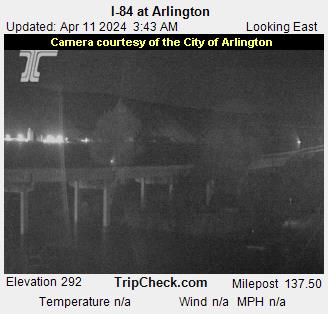 I-84 at Arlington
Updated: Apr 11 2024 3:43 AM Looking East
Camera courtesy of the City of Arlington
Elevation 292 TripCheck.com Milepost 137.50
Temperature n/a Wind n/a MPH n/a